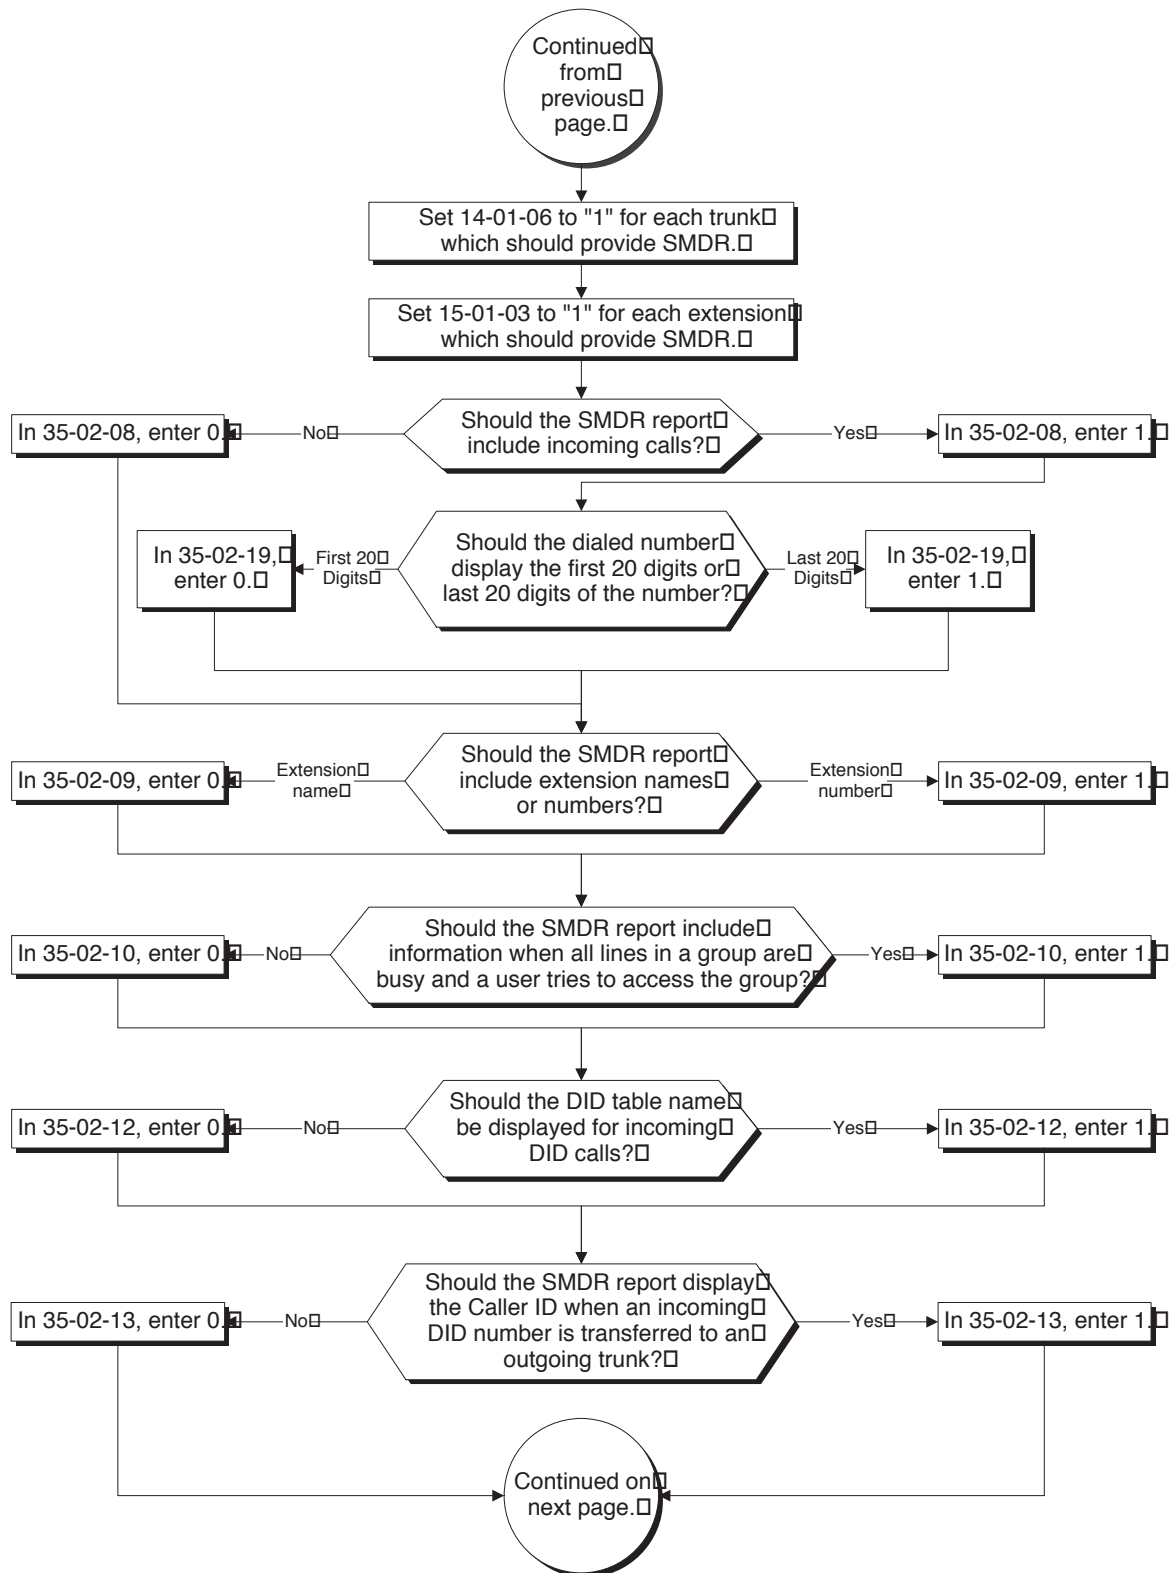 Continued
from
previous
page.
Set 14-01-06 to "1" for each trunk
which should provide SMDR.
Set 15-01-03 to "1" for each extension
which should provide SMDR.
Should the SMDR report
include incoming calls?
No
Yes
In 35-02-08, enter 0.
In 35-02-08, enter 1.
Should the dialed number
display the first 20 digits or
last 20 digits of the number?
First 20
Digits
Last 20
Digits
In 35-02-19,
enter 0.
In 35-02-19,
enter 1.
Should the SMDR report
include extension names
or numbers?
Extension
name
Extension
number
In 35-02-09, enter 0.
In 35-02-09, enter 1.
Should the SMDR report include
information when all lines in a group are
busy and a user tries to access the group?
No
Yes
In 35-02-10, enter 0.
In 35-02-10, enter 1.
Should the DID table name
be displayed for incoming
DID calls?
No
Yes
In 35-02-12, enter 0.
In 35-02-12, enter 1.
Should the SMDR report display
the Caller ID when an incoming
DID number is transferred to an
outgoing trunk?
No
Yes
In 35-02-13, enter 0.
In 35-02-13, enter 1.
Continued on
next page.